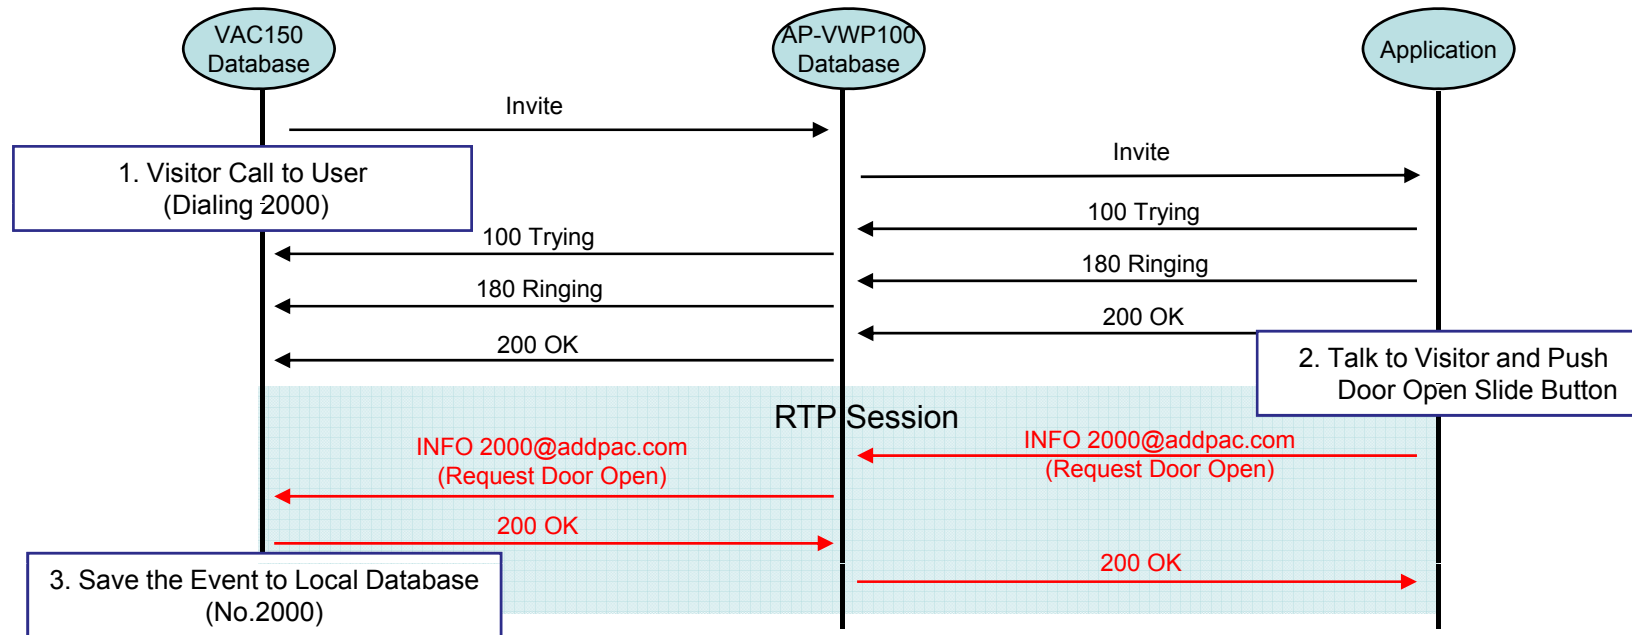 VAC150
Database
AP-VWP100
Database
Application
Invite
1. Visitor Call to User
(Dialing 2000)
Invite
100 Trying
100 Trying
180 Ringing
180 Ringing
200 OK
200 OK
2. Talk to Visitor and Push
Door Open Slide Button
RTP Session
INFO 2000@addpac.com
(Request Door Open)
INFO 2000@addpac.com
(Request Door Open)
200 OK
200 OK
3. Save the Event to Local Database
(No.2000)